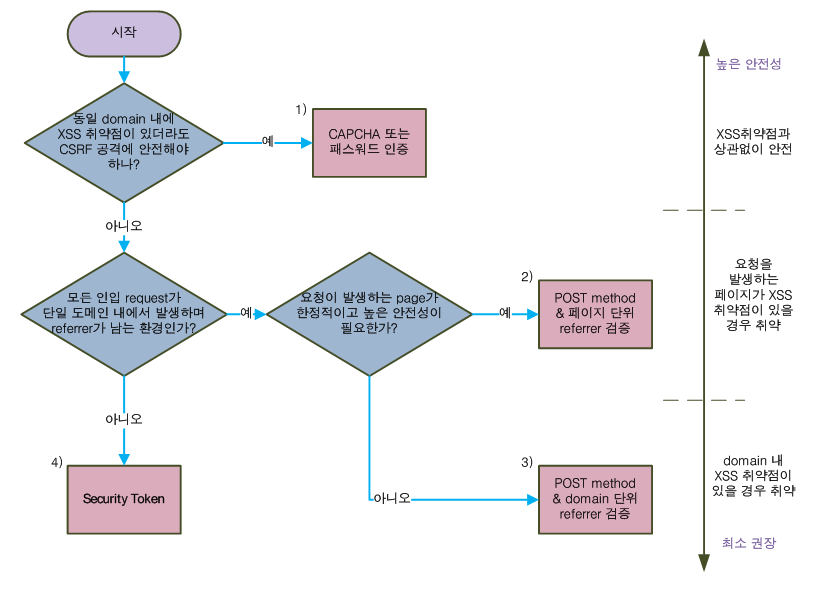 시작
동일 domain 내에
XSS 취약점이 있더라도
CSRF 공격에 안전해야
하나?
예
1)
CAPCHA 또는
패스워드 인증
아니오
모든 인입 request가
단일 도메인 내에서 발생하며
referrer가 남는 환경인가?
예
요청이 발생하는 page가
한정적이고 높은 안전성이
필요한가?
예
2)
POST method
& 페이지 단위
referrer 검증
아니오
4)
Security Token
아니오
3)
POST method
& domain 단위
referrer 검증
높은 안전성
XSS취약점과
상관없이 안전
요청을
발생하는
페이지가 XSS
취약점이 있을
경우 취약
domain 내
XSS 취약점이
있을 경우 취약
최소 권장